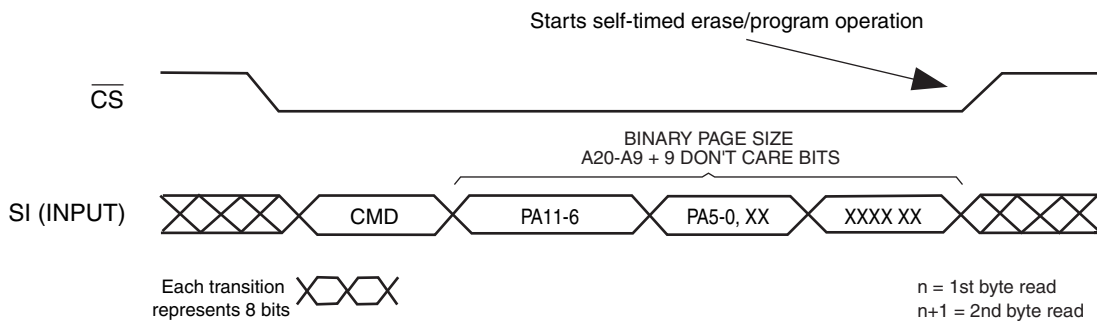 Starts self-timed erase/program operation
CS
BINARY PAGE SIZE
A20-A9 + 9 DON'T CARE BITS
SI (INPUT)
CMD
PA11-6
PA5-0, XX
XXXX XX
Each transition
represents 8 bits
n = 1st byte read
n+1 = 2nd byte read